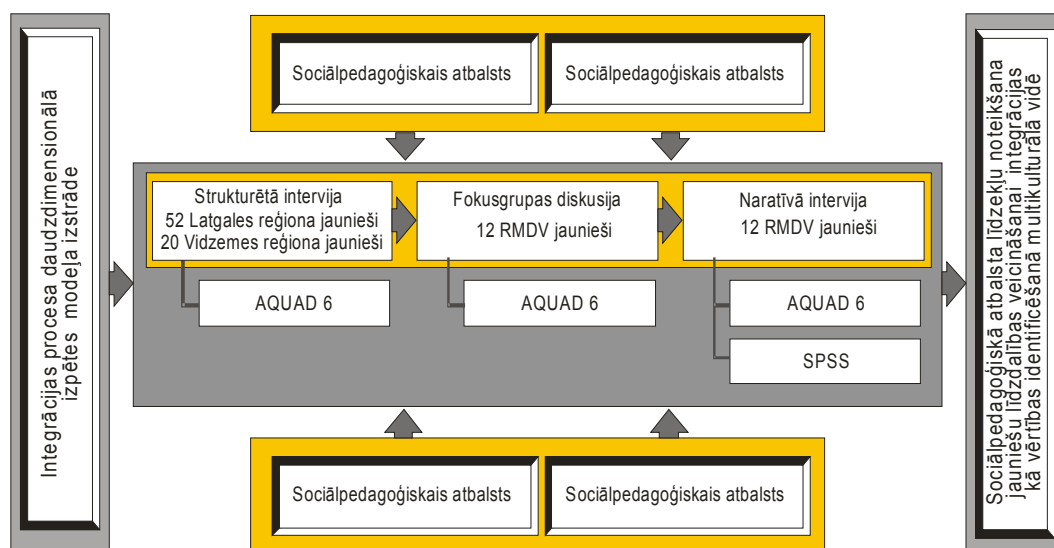 Integrācijas procesa daudzdimensionālā
izpētes modeļa izstrāde
Sociālpedagoģiskais atbalsts
Sociālpedagoģiskais atbalsts
Strukturētā intervija
52 Latgales reģiona jaunieši
20 Vidzemes reģiona jaunieši
Fokusgrupas diskusija
12 RMDV jaunieši
Naratīvā intervija
12 RMDV jaunieši
AQUAD 6
AQUAD 6
AQUAD 6
SPSS
Sociālpedagoģiskais atbalsts
Sociālpedagoģiskais atbalsts
Sociālpedagoģiskā atbalsta līdzekļu noteikšana
jauniešu līdzdalības veicināšanai integrācijas
kā vērtības identificēšanā multikulturālā vidē